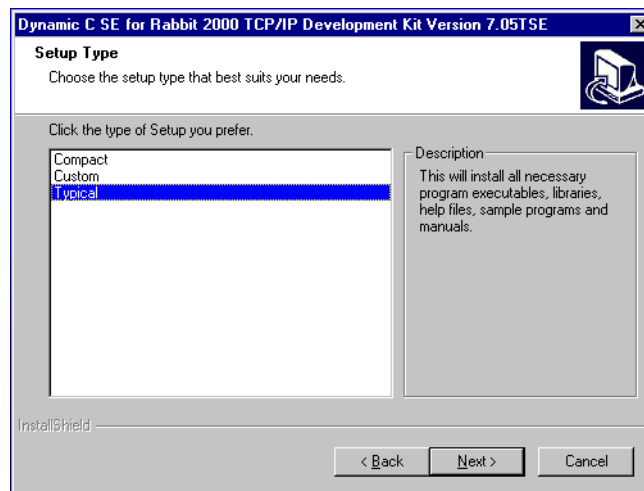 Dynamic C SE for Rabbit 2000 TCP/IP Development Kit Version 7.05TSE
Setup Type
Choose the setup type that best suits your needs.
Click the type of Setup you prefer.
Compact
Custom
Typical
Description
This will install all necessary
program executables, libraries,
help files, sample programs and
manuals.
InstallShield
< Back
Next >
Cancel